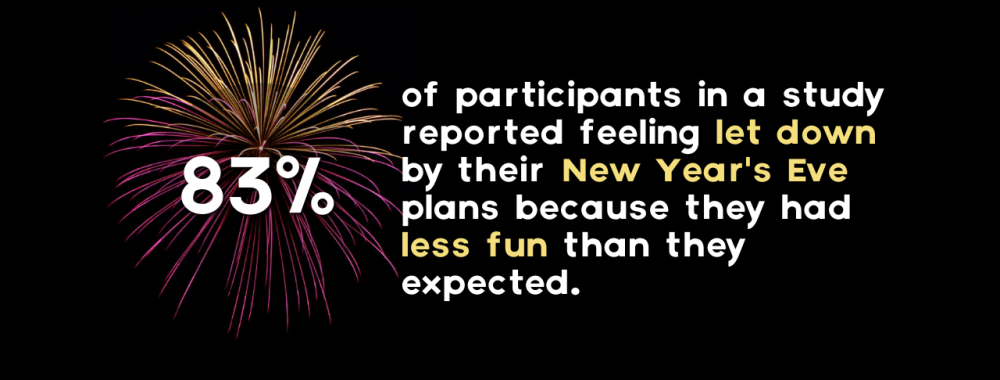 83%
of participants in a study
reported feeling let down
by their New Year's Eve
plans because they had
less fun than they
expected.